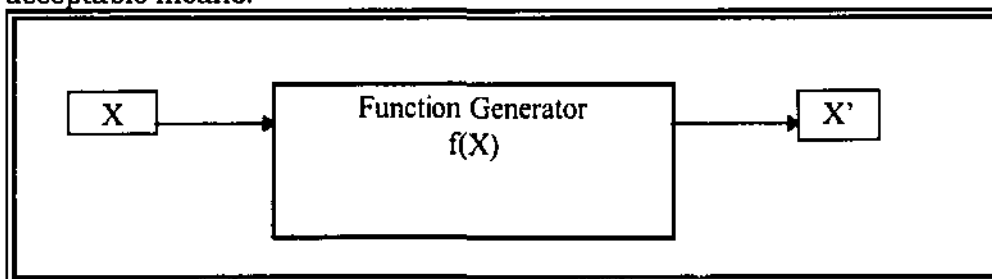 Function Generator
X X'
f(X)